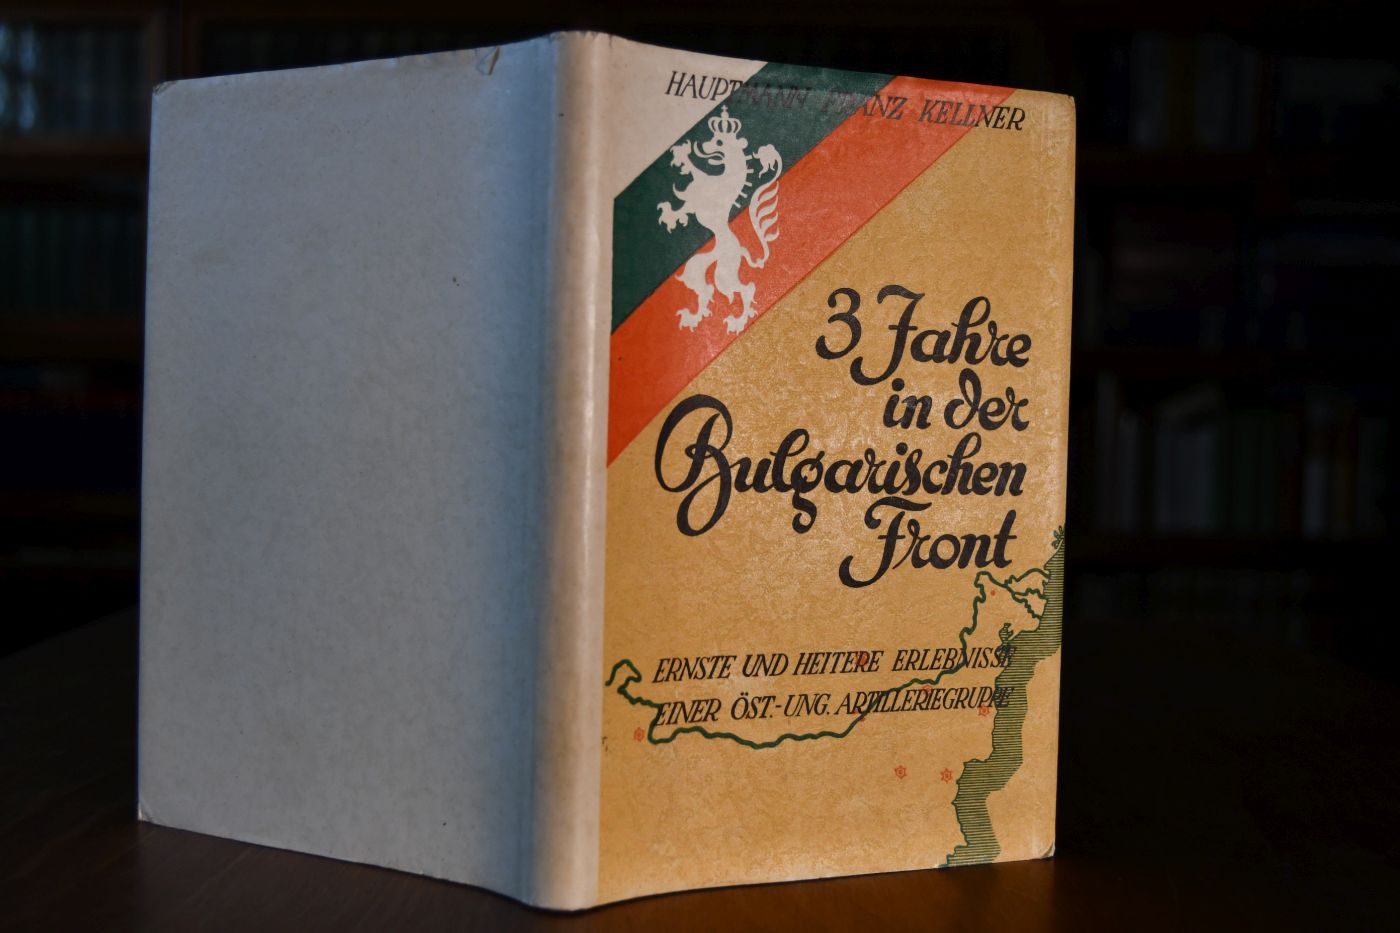 HAUPTMANN FRANZ KELLNER
3 Jahre
in der
Bulgarischen
Front
ERNSTE UND HEITERE ERLEBNISSE
EINER ÖST.-UNG. ARTILLERIEGRUPPE